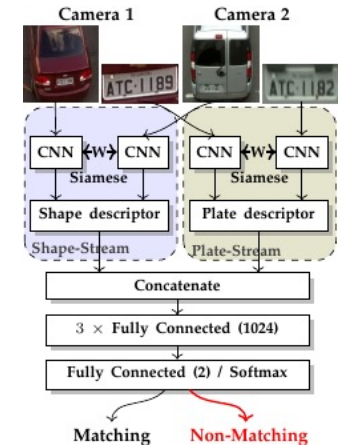 Camera 1 Camera 2
ATC·1189 ATC·1182
CNN W CNN CNN W CNN
Siamese Siamese
Shape descriptor Plate descriptor
Shape-Stream Plate-Stream
Concatenate
3 × Fully Connected (1024)
Fully Connected (2) / Softmax
Matching Non-Matching